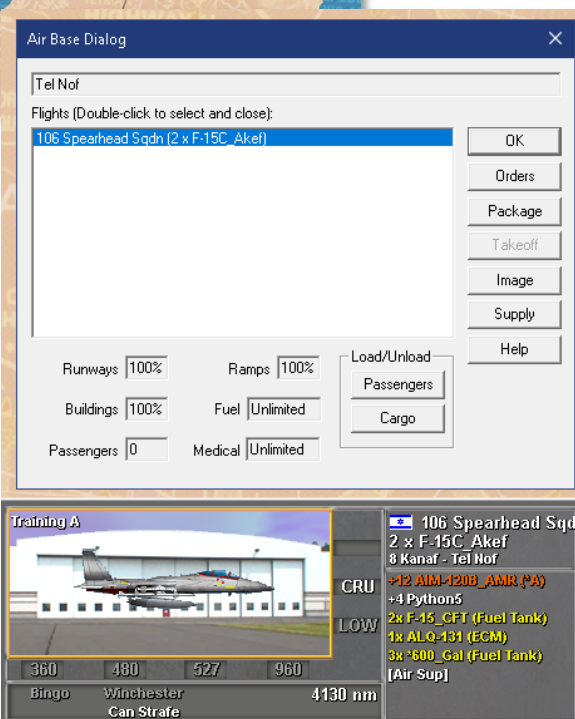 HIGHWAY
Air Base Dialog
Tel Nof
Flights (Double-click to select and close):
106 Spearhead Sqdn (2 x F-15C_Akef)
OK
Orders
Package
Takeoff
Image
Supply
Help
Runways 100%
Ramps 100%
Buildings 100%
Fuel Unlimited
Passengers 0
Medical Unlimited
Load/Unload
Passengers
Cargo
Training A
CRU
LOW
360 480 527 960
Bingo Winchester 4130 nm
Can Strafe
106 Spearhead Sqd
2 x F-15C_Akef
8 Kanaf - Tel Nof
+12 AIM-120B_AMR (*A)
+4 Python5
2x F-15_CFT (Fuel Tank)
1x ALQ-131 (ECM)
3x *600_Gal (Fuel Tank)
[Air Sup]